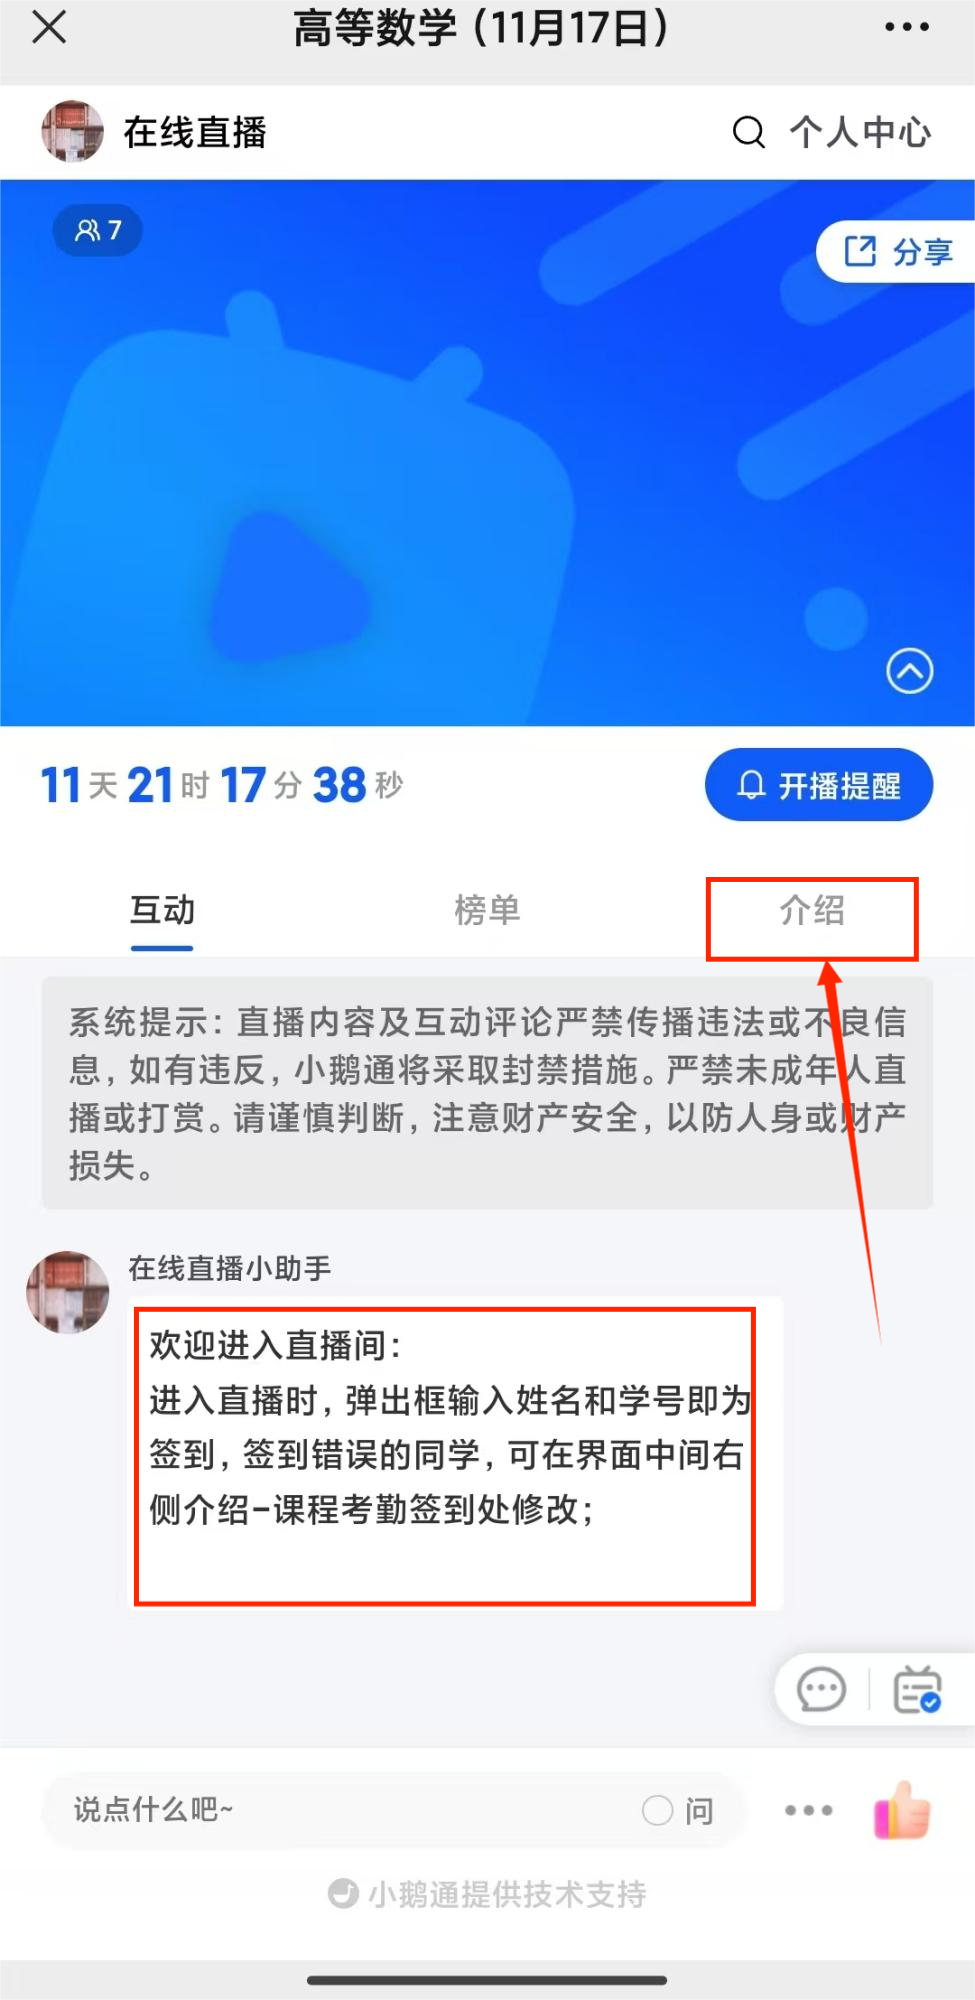 高等数学（11月17日）
在线直播
个人中心
7
分享
11天21时17分38秒
开播提醒
互动
榜单
介绍
系统提示：直播内容及互动评论严禁传播违法或不良信
息，如有违反，小鹅通将采取封禁措施。严禁未成年人直
播或打赏。请谨慎判断，注意财产安全，以防人身或财产
损失。
在线直播小助手
欢迎进入直播间：
进入直播时，弹出框输入姓名和学号即为
签到，签到错误的同学，可在界面中间右
侧介绍-课程考勤签到处修改；
说点什么吧~
问
小鹅通提供技术支持